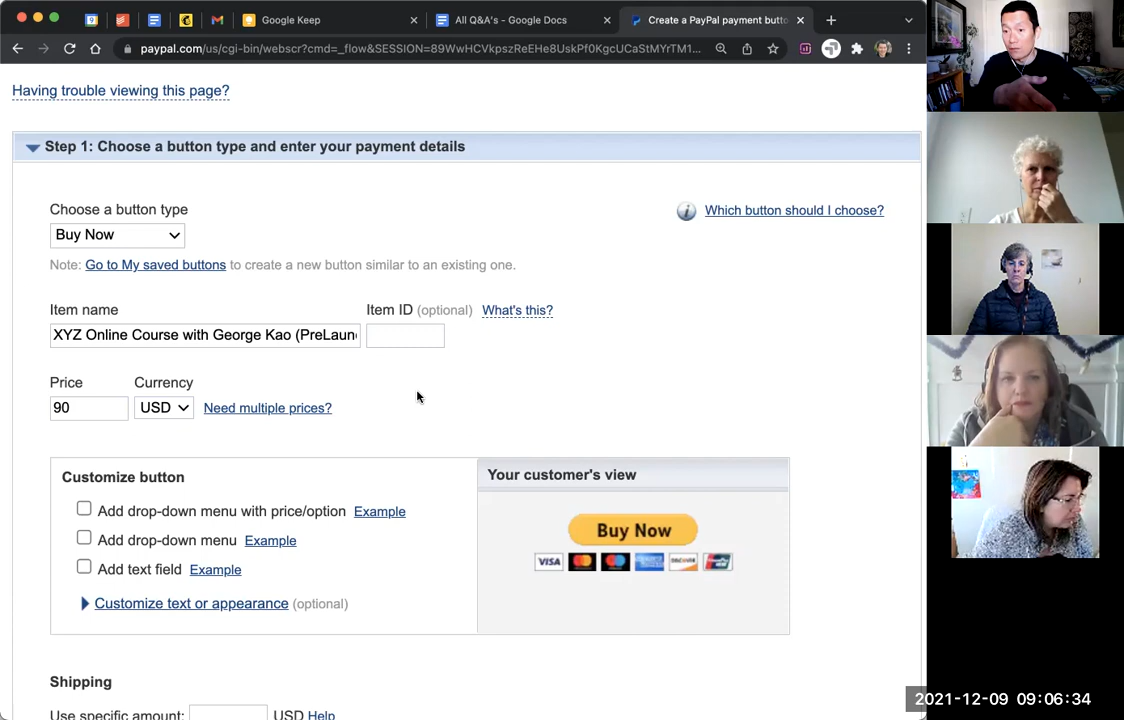 Google Keep
All Q&A's - Google Docs
Create a PayPal payment butto
paypal.com/us/cgi-bin/webscr?cmd=_flow&SESSION=89WwHCVkpszReEHe8UskPf0KgcUCaStMYrTM1...
Having trouble viewing this page?
Step 1: Choose a button type and enter your payment details
Choose a button type
Which button should I choose?
Buy Now
Note: Go to My saved buttons to create a new button similar to an existing one.
Item name
Item ID (optional) What's this?
XYZ Online Course with George Kao (PreLaun
Price
Currency
90
USD
Need multiple prices?
Customize button
Your customer's view
Add drop-down menu with price/option Example
Add drop-down menu Example
Add text field Example
Customize text or appearance (optional)
Buy Now
VISA
Shipping
Use specific amount: USD Help
2021-12-09 09:06:34